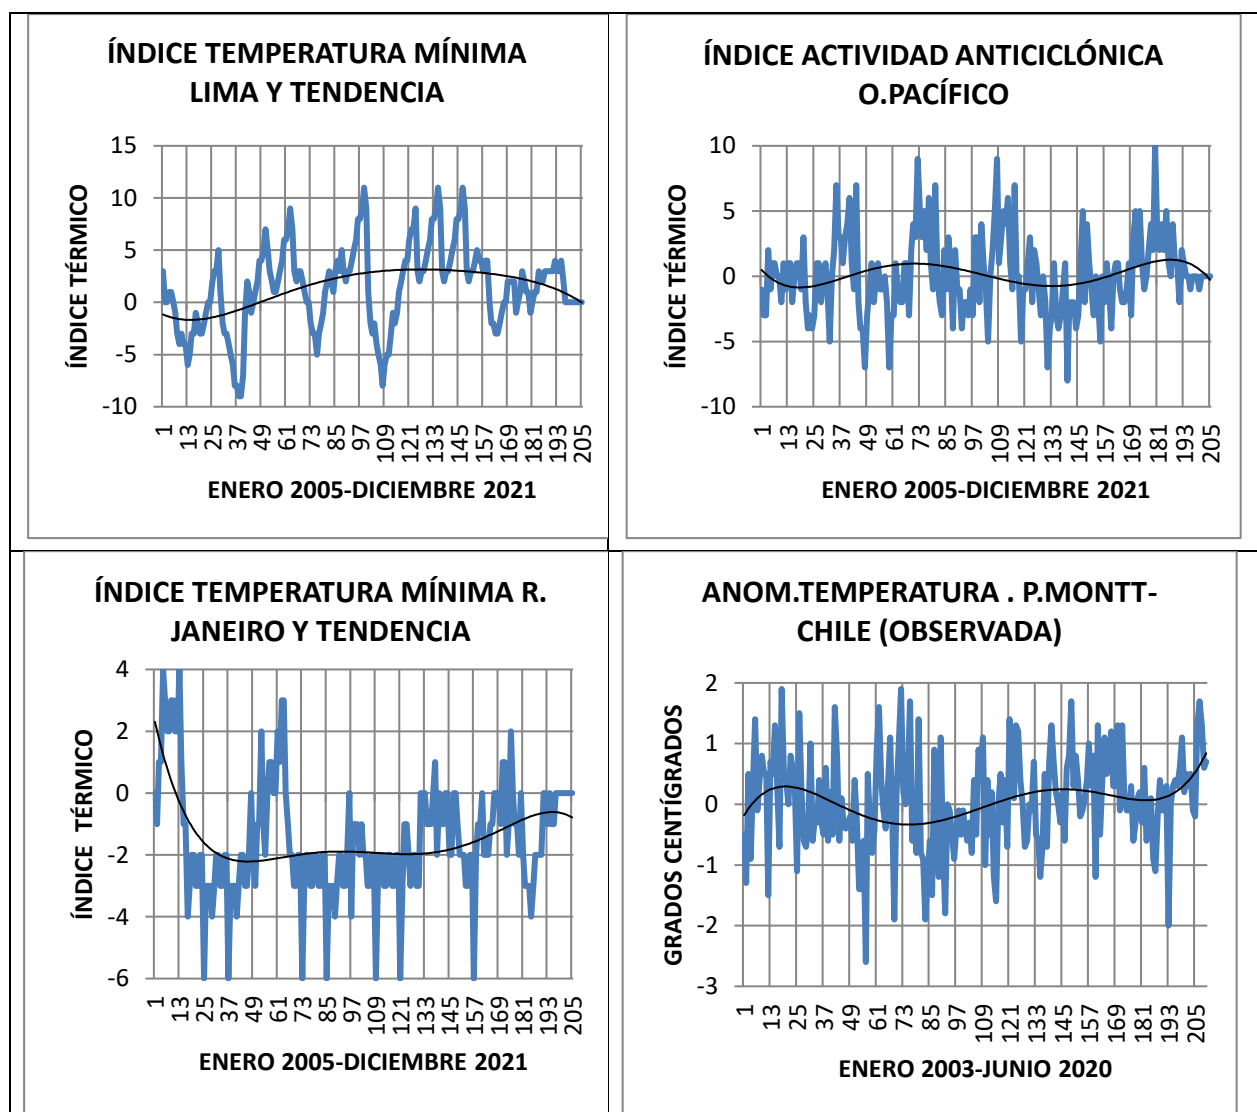 ÍNDICE TEMPERATURA MÍNIMA
LIMA Y TENDENCIA
ÍNDICE TÉRMICO
15
10
5
0
-5
-10
1 13 25 37 49 61 73 85 97 109 121 133 145 157 169 181 193 205
ENERO 2005-DICIEMBRE 2021
ÍNDICE ACTIVIDAD ANTICICLÓNICA
O.PACÍFICO
ÍNDICE TÉRMICO
10
5
0
-5
-10
1 13 25 37 49 61 73 85 97 109 121 133 145 157 169 181 193 205
ENERO 2005-DICIEMBRE 2021
ÍNDICE TEMPERATURA MÍNIMA R.
JANEIRO Y TENDENCIA
ÍNDICE TÉRMICO
4
2
0
-2
-4
-6
1 13 25 37 49 61 73 85 97 109 121 133 145 157 169 181 193 205
ENERO 2005-DICIEMBRE 2021
ANOM.TEMPERATURA . P.MONTT-
CHILE (OBSERVADA)
GRADOS CENTÍGRADOS
2
1
0
-1
-2
-3
1 13 25 37 49 61 73 85 97 109 121 133 145 157 169 181 193 205
ENERO 2003-JUNIO 2020